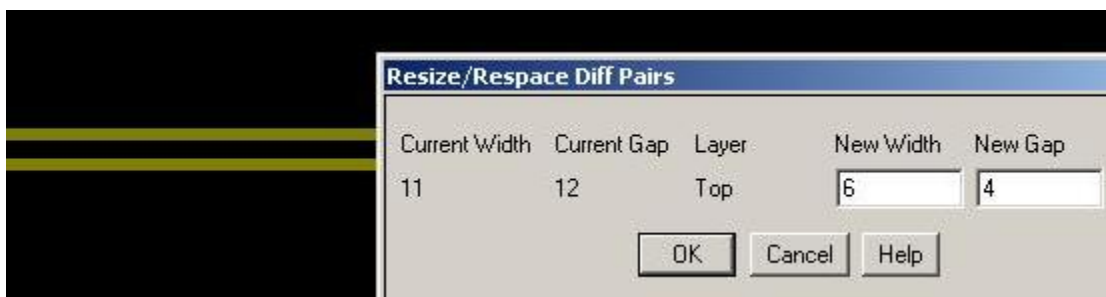 Resize/Respace Diff Pairs
Current Width Current Gap Layer New Width New Gap
11 12 Top 6 4
OK Cancel Help